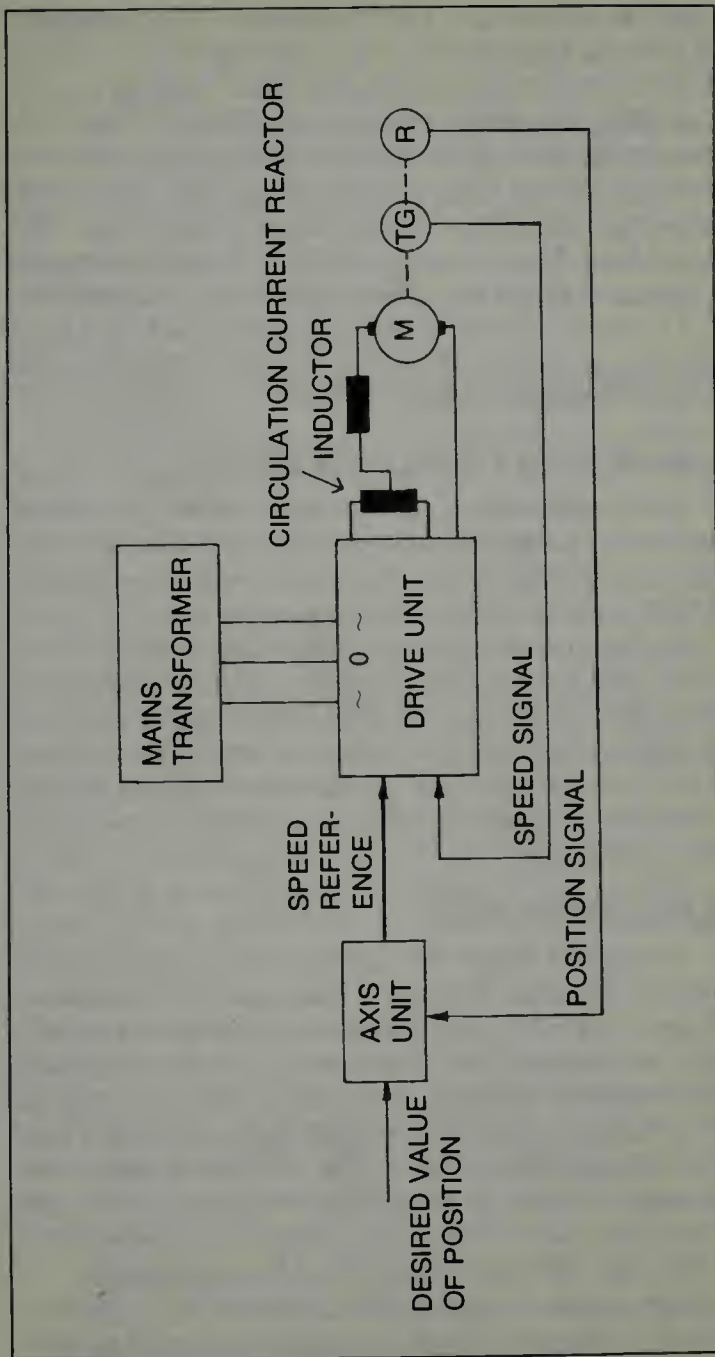 MAINS
TRANSFORMER
CIRCULATION CURRENT REACTOR
INDUCTOR
~ 0 ~
DRIVE UNIT
M
TG
R
SPEED
REFER-
ENCE
AXIS
UNIT
DESIRED VALUE
OF POSITION
SPEED SIGNAL
POSITION SIGNAL